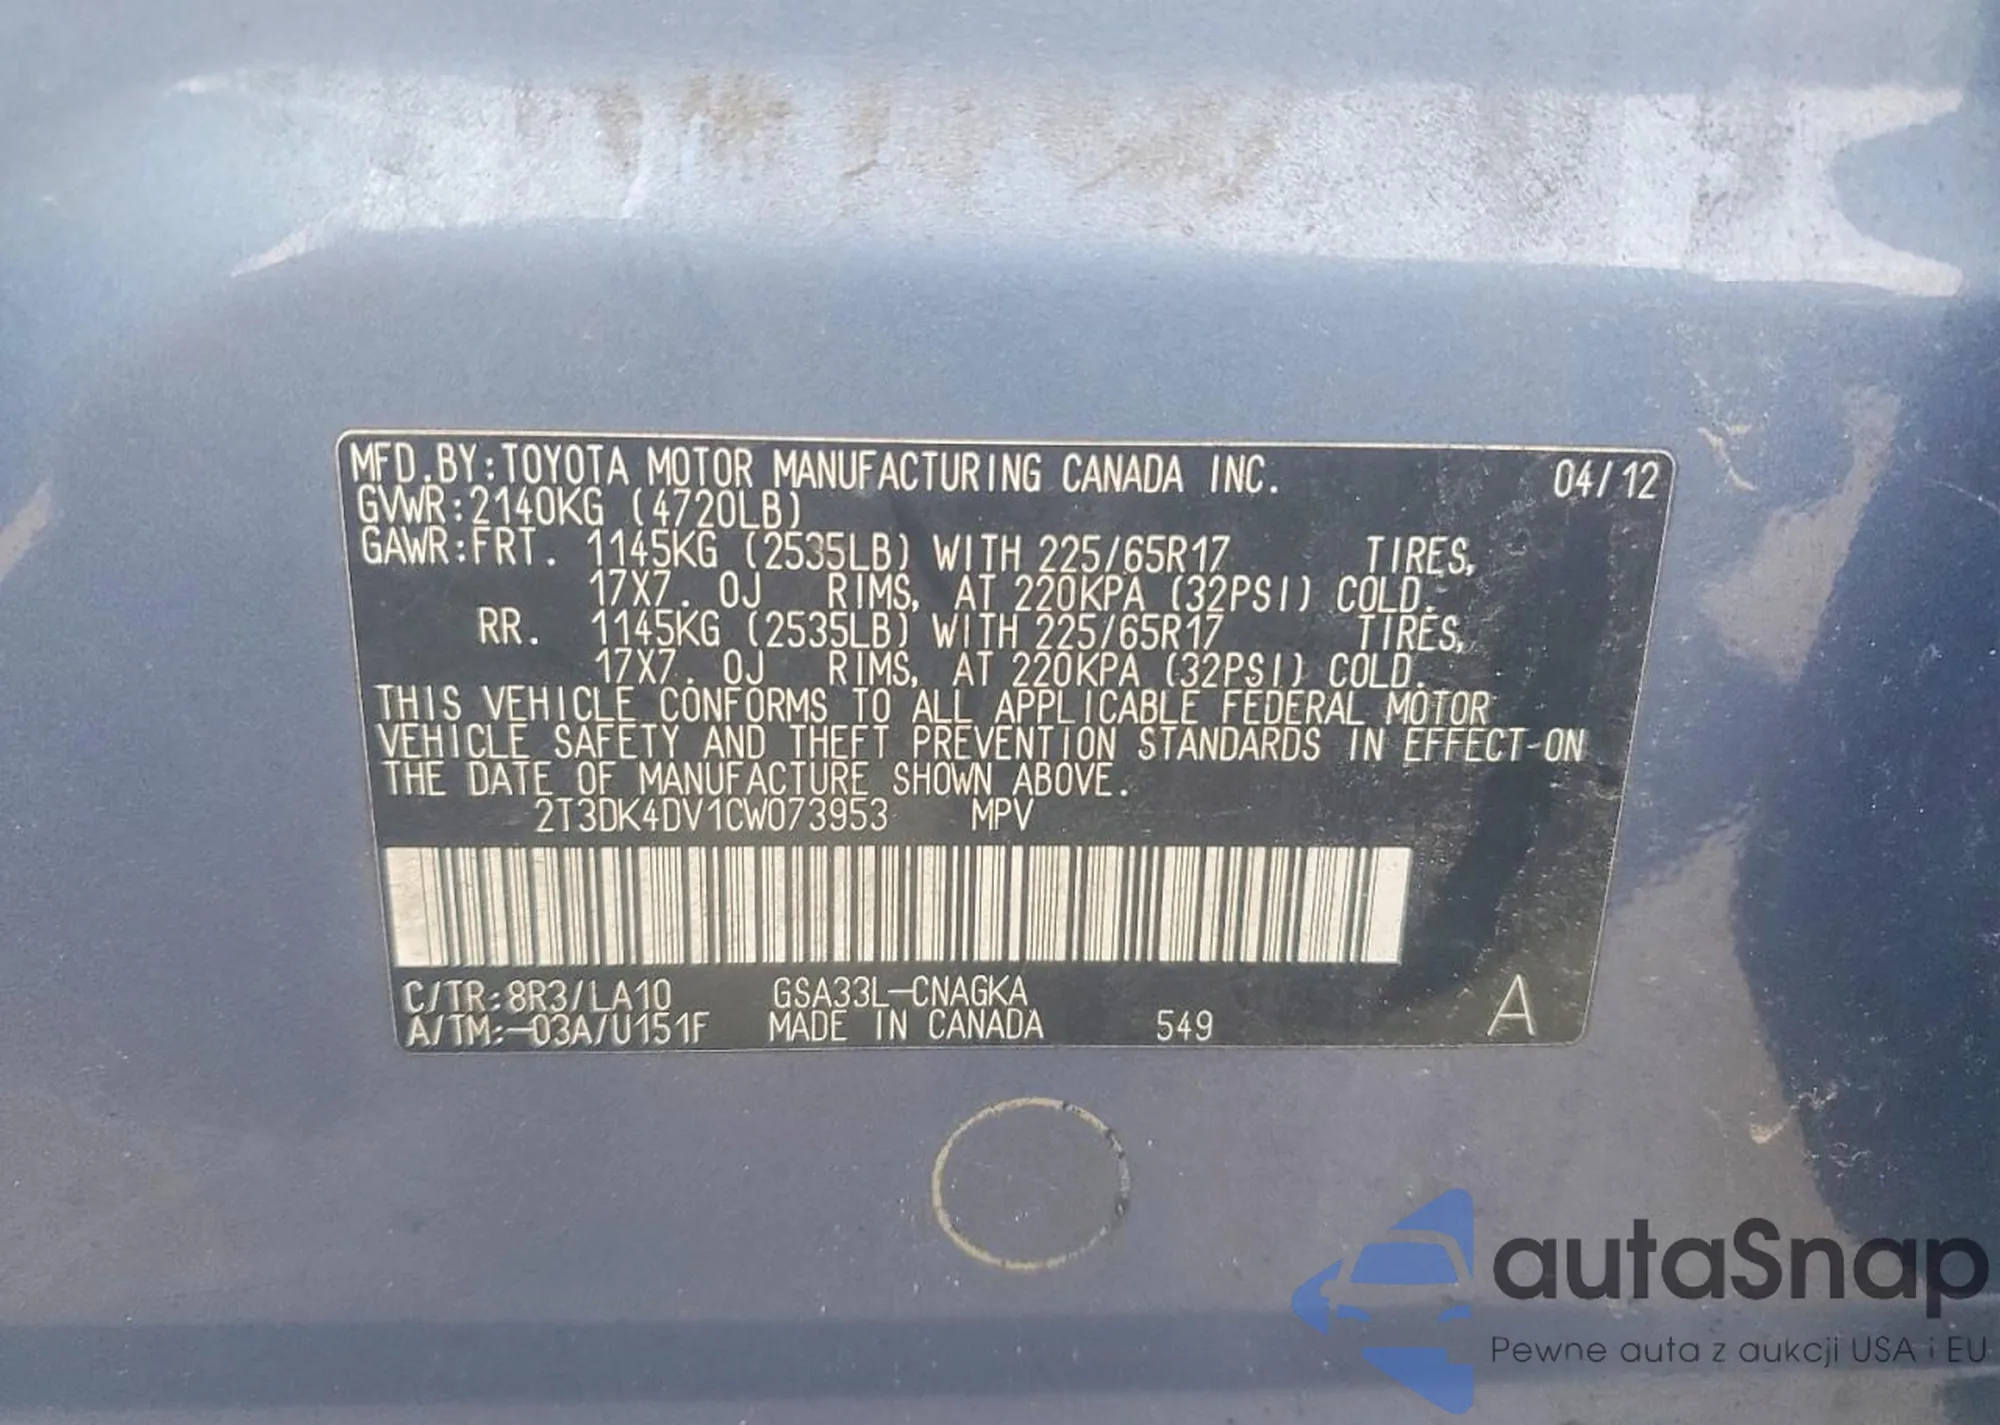 MFD.BY:TOYOTA MOTOR MANUFACTURING CANADA INC. 04/12
GVWR:2140KG (4720LB)
GAWR:FRT. 1145KG (2535LB) WITH 225/65R17 TIRES,
17X7.0J RIMS, AT 220KPA (32PSI) COLD.
RR. 1145KG (2535LB) WITH 225/65R17 TIRES,
17X7.0J RIMS, AT 220KPA (32PSI) COLD.
THIS VEHICLE CONFORMS TO ALL APPLICABLE FEDERAL MOTOR
VEHICLE SAFETY AND THEFT PREVENTION STANDARDS IN EFFECT ON
THE DATE OF MANUFACTURE SHOWN ABOVE.
2T3DK4DV1CW073953 MPV
C/TR:8R3/LA10 GSA33L-CNAGKA
A/TM:-03A/U151F MADE IN CANADA 549 A
autaSnap
Pewne auta z aukcji USA i EU